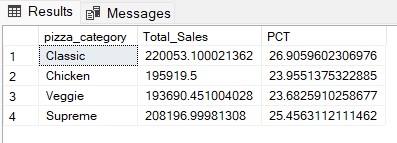 Results Messages
pizza_category Total_Sales PCT
1 Classic 220053.100021362 26.9059602306976
2 Chicken 195919.5 23.9551375322885
3 Veggie 193690.451004028 23.6825910258677
4 Supreme 208196.99981308 25.4563112111462